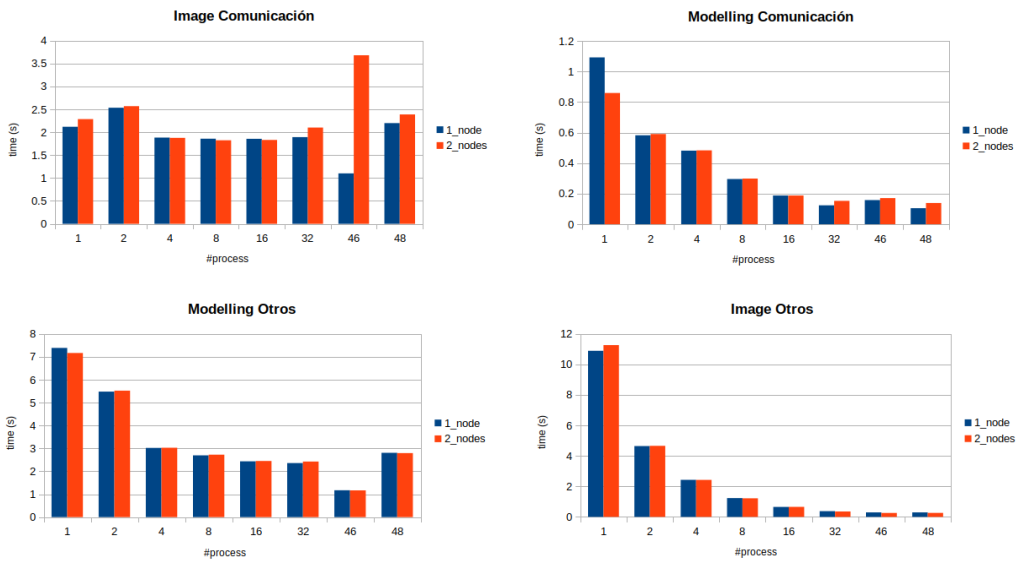 Image Comunicación
4
3.5
3
2.5
2
1.5
1
0.5
0
time (s)
1 2 4 8 16 32 46 48
#process
1_node
2_nodes
Modelling Comunicación
1.2
1
0.8
0.6
0.4
0.2
0
time (s)
1 2 4 8 16 32 46 48
#process
1_node
2_nodes
Modelling Otros
8
7
6
5
4
3
2
1
0
time (s)
1 2 4 8 16 32 46 48
#process
1_node
2_nodes
Image Otros
12
10
8
6
4
2
0
time (s)
1 2 4 8 16 32 46 48
#process
1_node
2_nodes